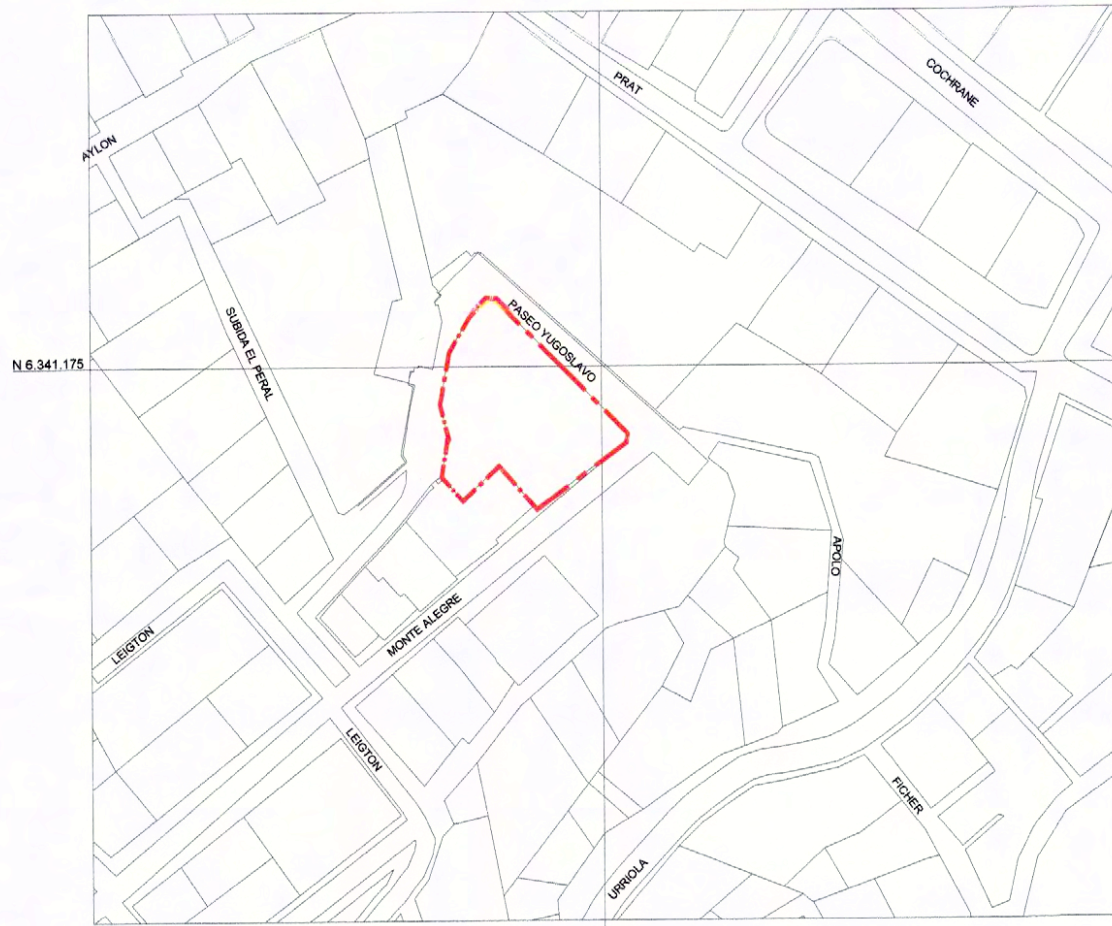 COCHRANE
PRAT
AYLON
PASEO YUGOSLAVO
SUBIDA EL PERAL
N 6.341.175
APOLO
MONTE ALEGRE
LEIGTON
LEIGTON
FICHER
URRIOLA